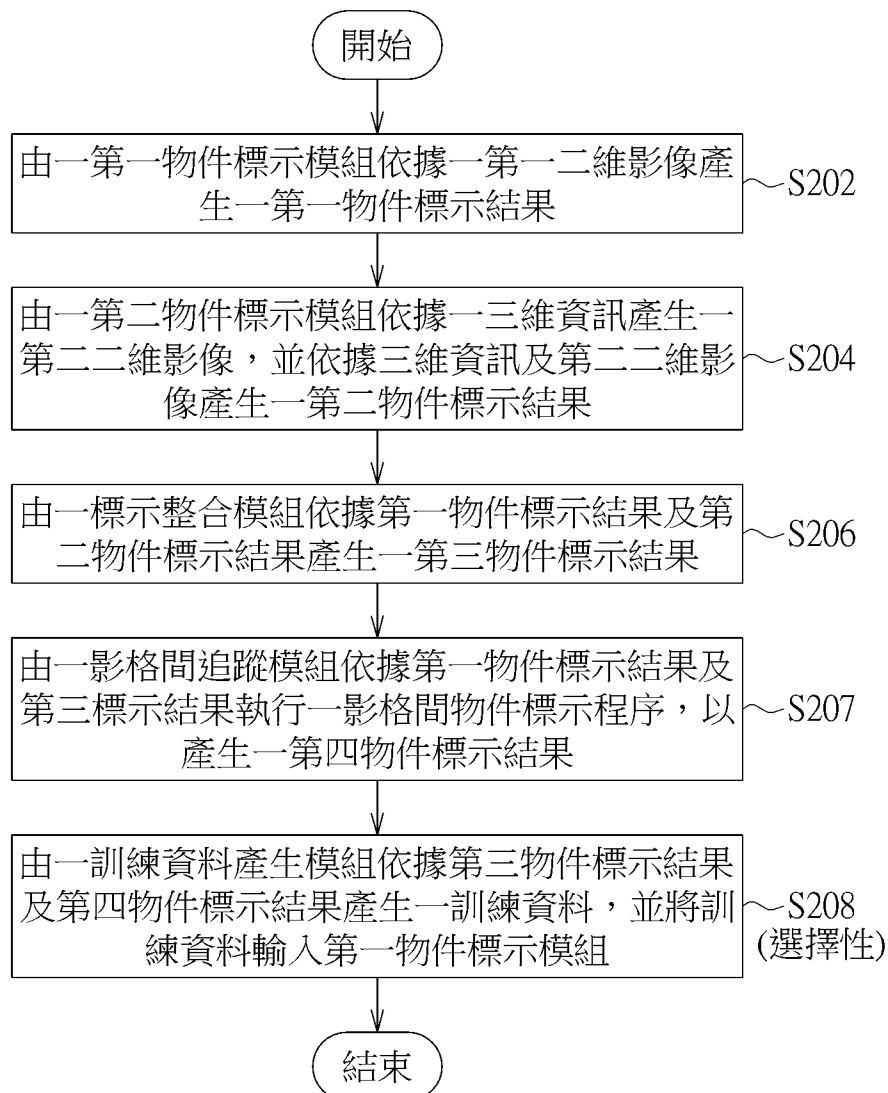 開始
由一第一物件標示模組依據一第一二維影像產
生一第一物件標示結果
S202
由一第二物件標示模組依據一三維資訊產生一
第二二維影像，並依據三維資訊及第二二維影
像產生一第二物件標示結果
S204
由一標示整合模組依據第一物件標示結果及第
二物件標示結果產生一第三物件標示結果
S206
由一影格間追蹤模組依據第一物件標示結果及
第三標示結果執行一影格間物件標示程序，以
產生一第四物件標示結果
S207
由一訓練資料產生模組依據第三物件標示結果
及第四物件標示結果產生一訓練資料，並將訓
練資料輸入第一物件標示模組
S208
(選擇性)
結束